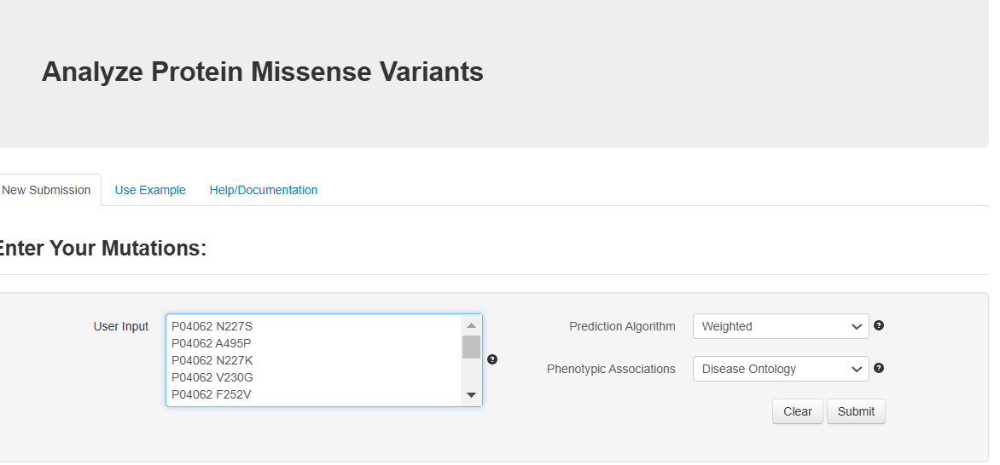 Analyze Protein Missense Variants
New Submission
Use Example
Help/Documentation
Enter Your Mutations:
User Input
P04062 N227S
P04062 A495P
P04062 N227K
P04062 V230G
P04062 F252V
Prediction Algorithm
Weighted
Phenotypic Associations
Disease Ontology
Clear
Submit